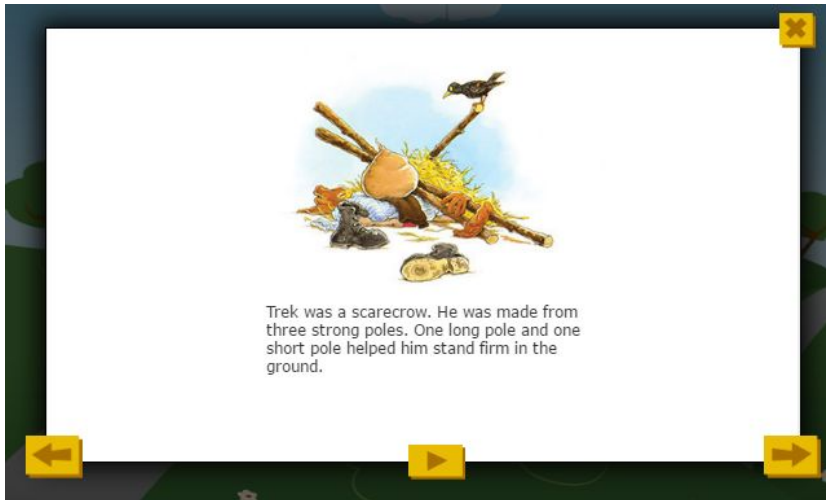 Trek was a scarecrow. He was made from
three strong poles. One long pole and one
short pole helped him stand firm in the
ground.